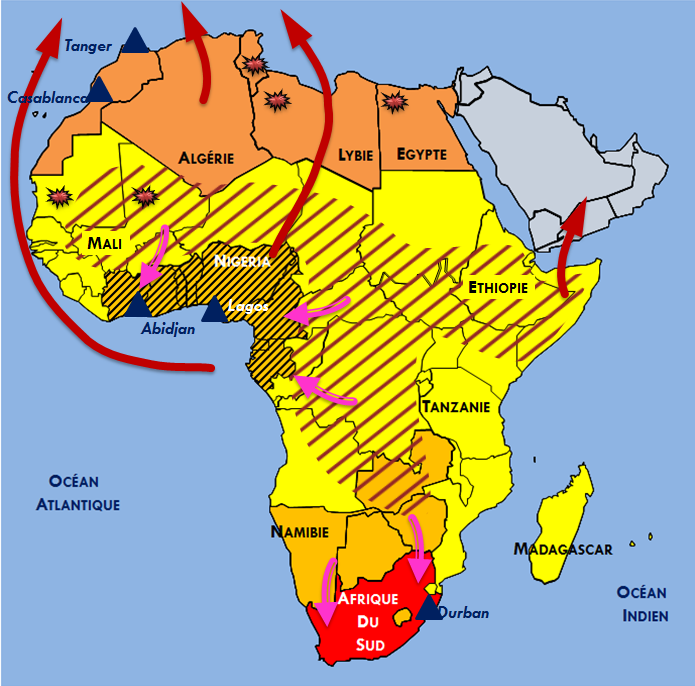 Tanger
Casablanca
ALGÉRIE
LYBIE
EGYPTE
MALI
NIGÉRIA
Lagos
Abidjan
ETHIOPIE
TANZANIE
OCÉAN
ATLANTIQUE
NAMIBIE
MADAGASCAR
AFRIQUE
DU
SUD
Durban
OCÉAN
INDIEN